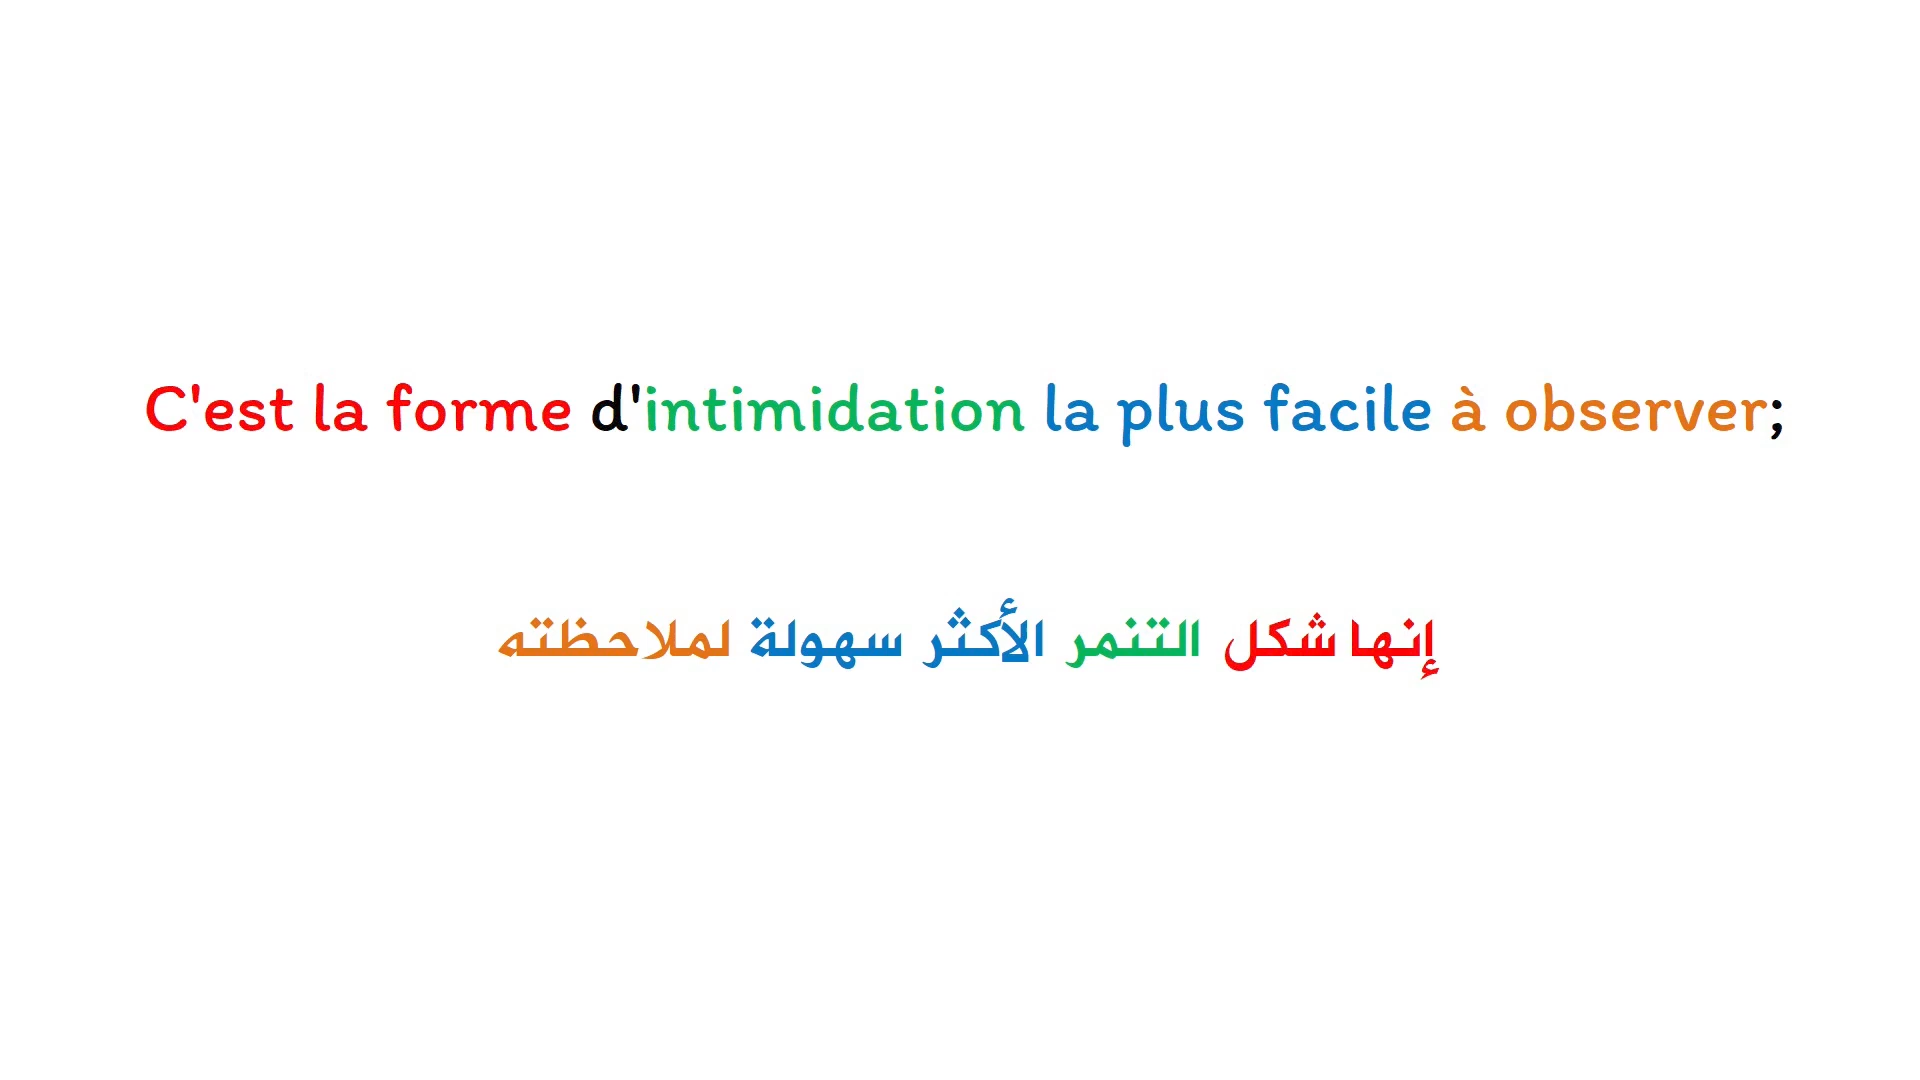 C'est la forme d'intimidation la plus facile à observer;
إنها شكل التنمر الأكثر سهولة لملاحظته